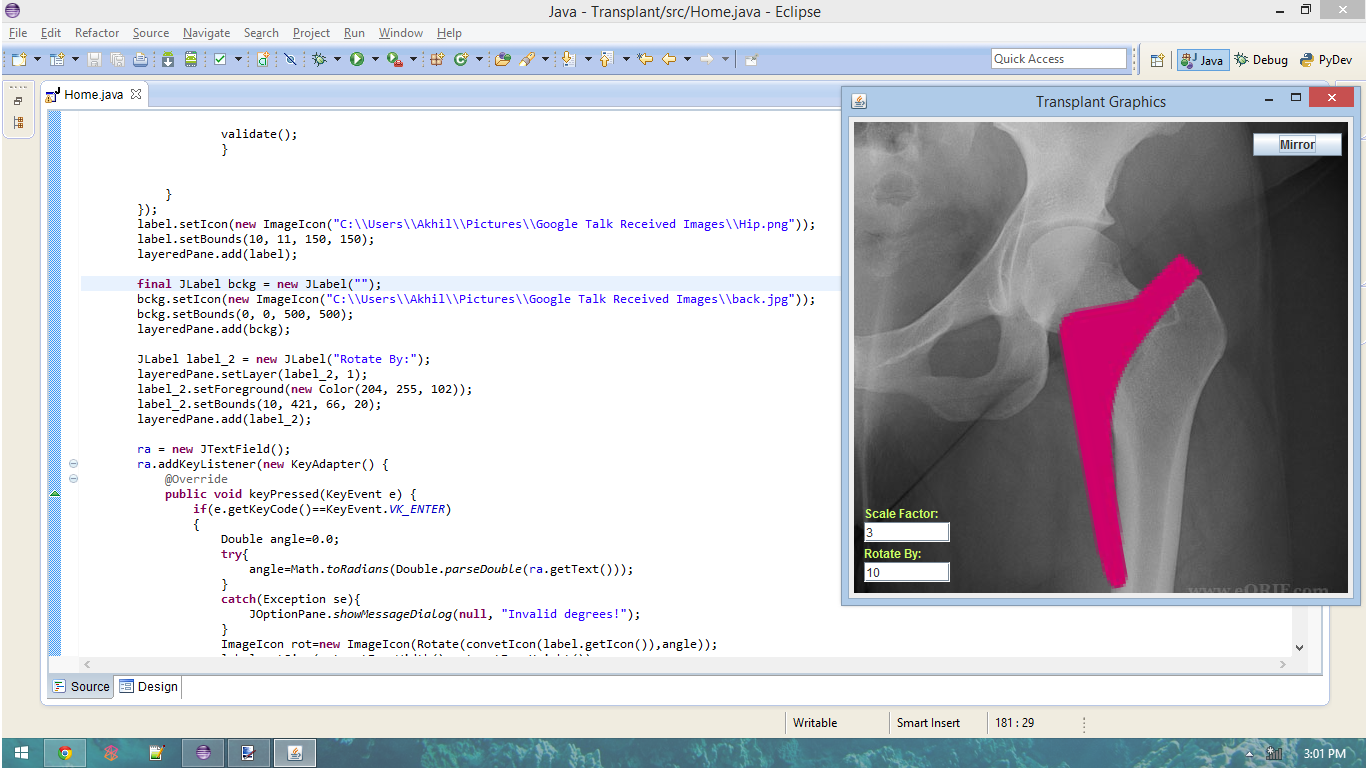 Java - Transplant/src/Home.java - Eclipse
File Edit Refactor Source Navigate Search Project Run Window Help
Quick Access
Java
Debug
PyDev
Home.java
validate();
}
}
});
label.setIcon(new ImageIcon("C:\\Users\\Akhil\\Pictures\\Google Talk Received Images\\Hip.png"));
label.setBounds(10, 11, 150, 150);
layeredPane.add(label);
final JLabel bckg = new JLabel("");
bckg.setIcon(new ImageIcon("C:\\Users\\Akhil\\Pictures\\Google Talk Received Images\\back.jpg"));
bckg.setBounds(0, 0, 500, 500);
layeredPane.add(bckg);
JLabel label_2 = new JLabel("Rotate By:");
layeredPane.setLayer(label_2, 1);
label_2.setForeground(new Color(204, 255, 102));
label_2.setBounds(10, 421, 66, 20);
layeredPane.add(label_2);
ra = new JTextField();
ra.addKeyListener(new KeyAdapter() {
@Override
public void keyPressed(KeyEvent e) {
if(e.getKeyCode()==KeyEvent.VK_ENTER)
{
Double angle=0.0;
try{
angle=Math.toRadians(Double.parseDouble(ra.getText()));
}
catch(Exception se){
JOptionPane.showMessageDialog(null, "Invalid degrees!");
}
ImageIcon rot=new ImageIcon(Rotate(convetIcon(label.getIcon()),angle));
Transplant Graphics
Mirror
Scale Factor:
3
Rotate By:
10
www.eORIF.com
Source
Design
Writable
Smart Insert
181 : 29
3:01 PM